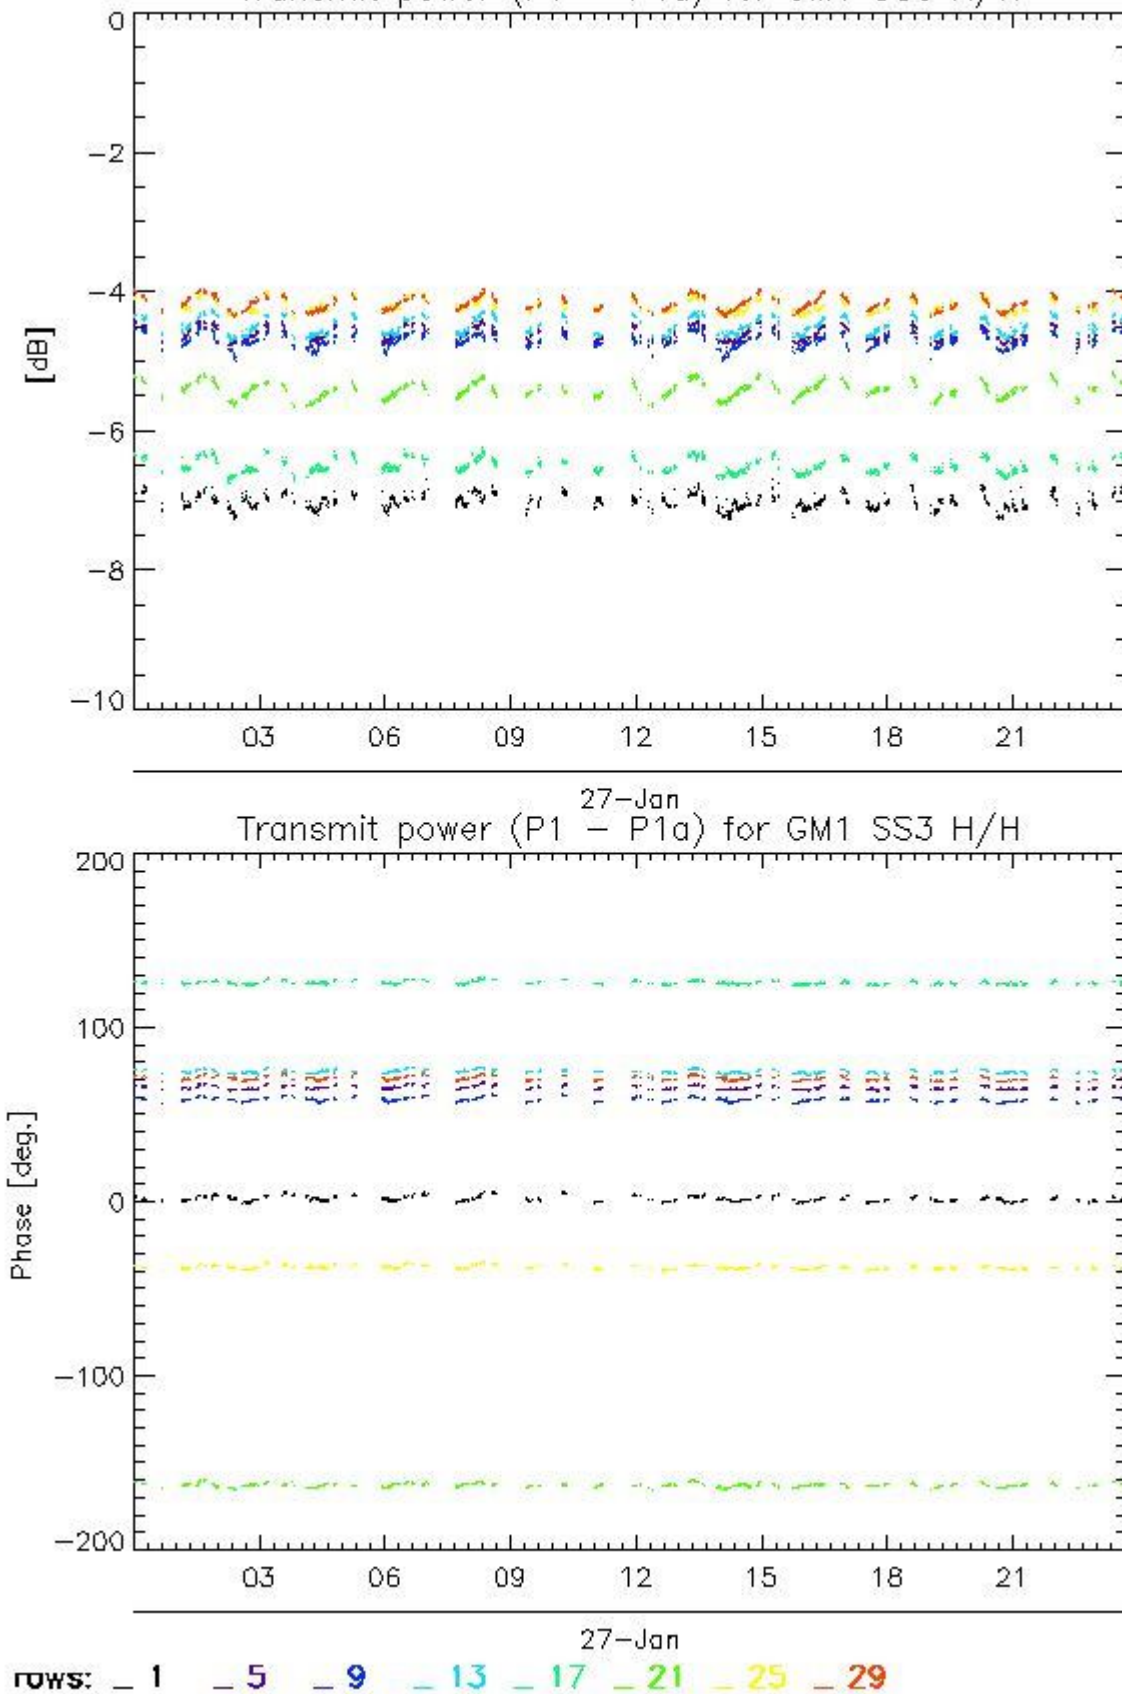 0
−2
−4
[dB]
−6
−8
−10
03 06 09 12 15 18 21
27−Jan
Transmit power (P1 − P1a) for GM1 SS3 H/H
200
100
Phase [deg.]
0
−100
−200
03 06 09 12 15 18 21
27−Jan
rows: _ 1 _ 5 _ 9 _ 13 _ 17 _ 21 _ 25 _ 29